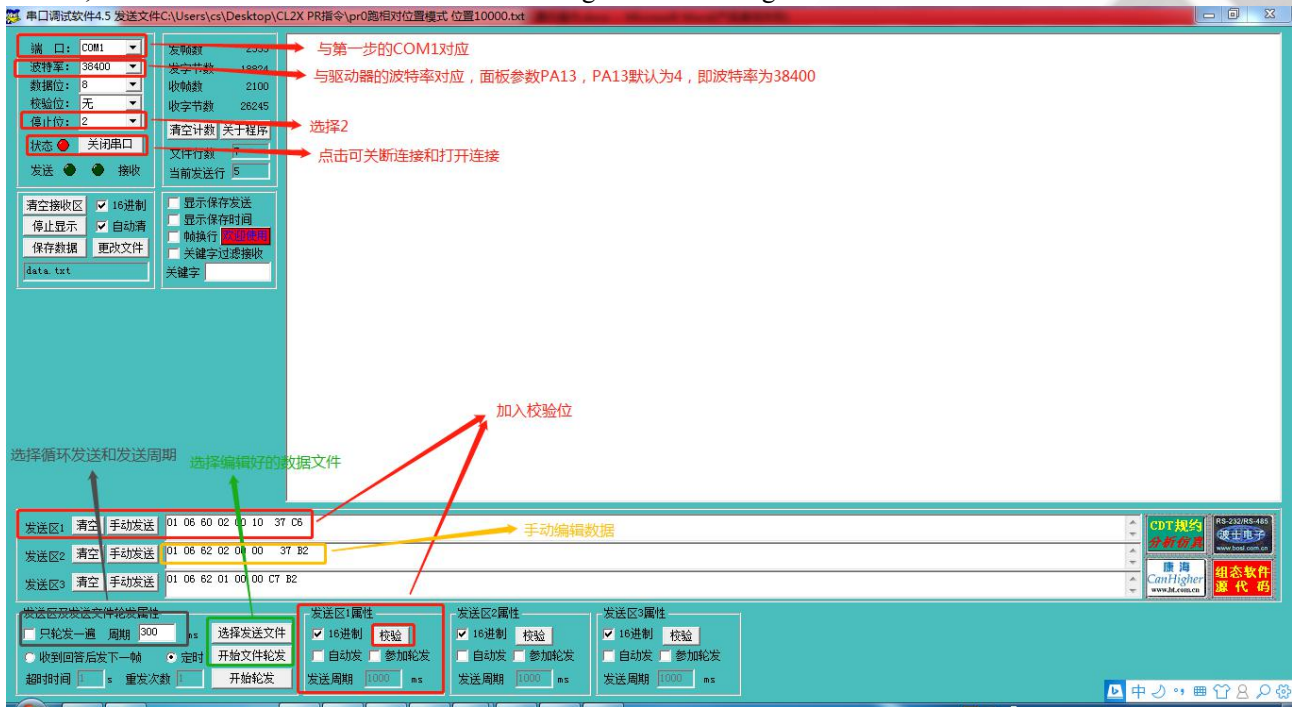 串口调试软件4.5 发送文件C:\Users\cs\Desktop\CL2X PR指令\pr0跑相对位置模式 位置10000.txt
端 口: COM1
发帧数 2353
与第一步的COM1对应
波特率: 38400
发字节数 18824
与驱动器的波特率对应，面板参数PA13，PA13默认为4，即波特率为38400
数据位: 8
收帧数 2100
校验位: 无
收字节数 26245
停止位: 2
清空计数 关于程序
选择2
状态 关闭串口
文件行数 7
点击可关断连接和打开连接
发送 接收
当前发送行 5
清空接收区 16进制
显示保存发送
停止显示 自动清
显示保存时间
保存数据 更改文件
帧换行 欢迎使用
关键字过滤接收
data.txt
关键字
加入校验位
选择循环发送和发送周期
选择编辑好的数据文件
发送区1 清空 手动发送 01 06 60 02 00 10 37 C6
手动编辑数据
发送区2 清空 手动发送 01 06 62 02 00 00 37 B2
发送区3 清空 手动发送 01 06 62 01 00 00 C7 B2
CDT规约
分析仿真
RS-232/RS-485
波士电子
www.bosi.com.cn
康海
CanHigher
www.ht.com.cn
组态软件
源代码
发送区及发送文件轮发属性
只轮发一遍 周期 300 ms 选择发送文件
收到回答后发下一帧 定时 开始文件轮发
超时时间 1 s 重发次数 1 开始轮发
发送区1属性
16进制 校验
自动发 参加轮发
发送周期 1000 ms
发送区2属性
16进制 校验
自动发 参加轮发
发送周期 1000 ms
发送区3属性
16进制 校验
自动发 参加轮发
发送周期 1000 ms
中